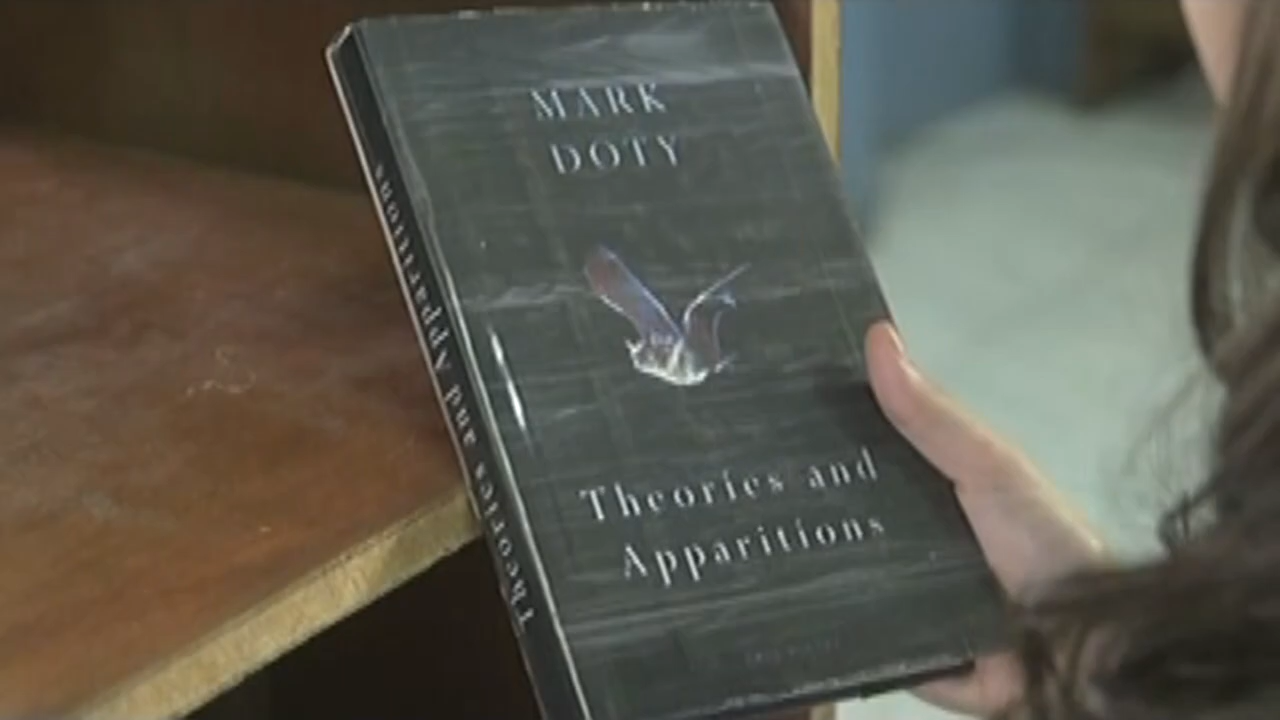 MARK
DOTY
Theories and
Apparitions
Theories and Apparitions